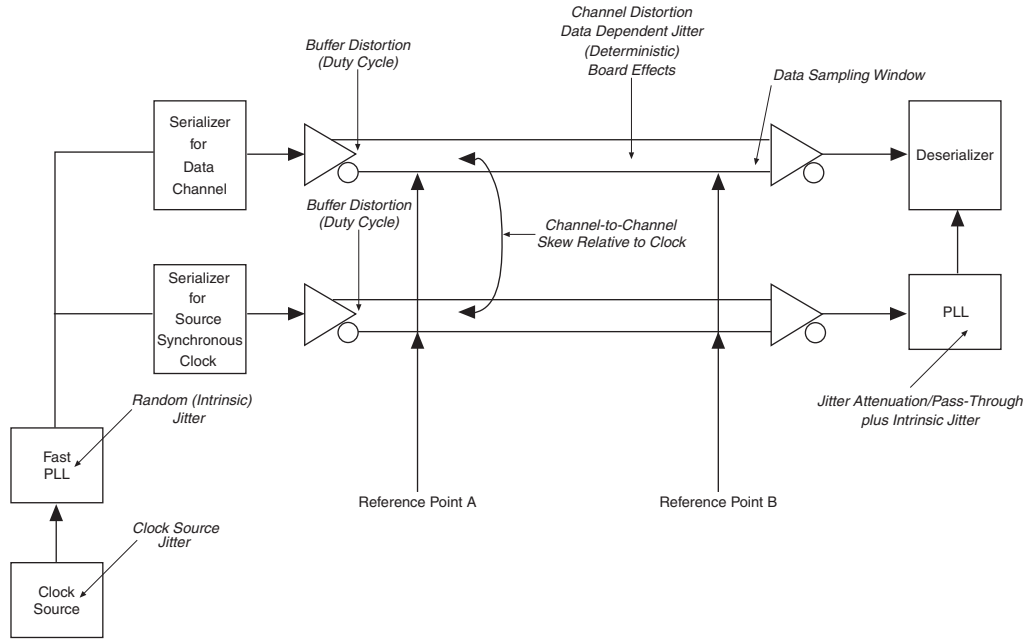 Channel Distortion
Data Dependent Jitter
(Deterministic)
Board Effects
Buffer Distortion
(Duty Cycle)
Data Sampling Window
Serializer
for
Data
Channel
Deserializer
Buffer Distortion
(Duty Cycle)
Channel-to-Channel
Skew Relative to Clock
Serializer
for
Source
Synchronous
Clock
PLL
Random (Intrinsic)
Jitter
Jitter Attenuation/Pass-Through
plus Intrinsic Jitter
Fast
PLL
Reference Point A
Reference Point B
Clock Source
Jitter
Clock
Source